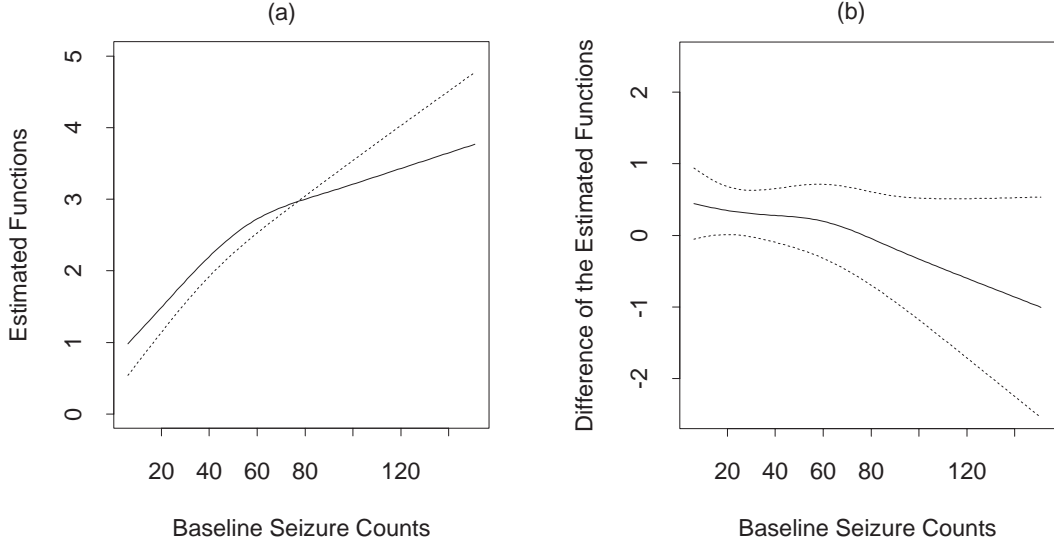 (a)
Estimated Functions
5
4
3
2
1
0
20 40 60 80 120
Baseline Seizure Counts
(b)
Difference of the Estimated Functions
2
1
0
-1
-2
20 40 60 80 120
Baseline Seizure Counts